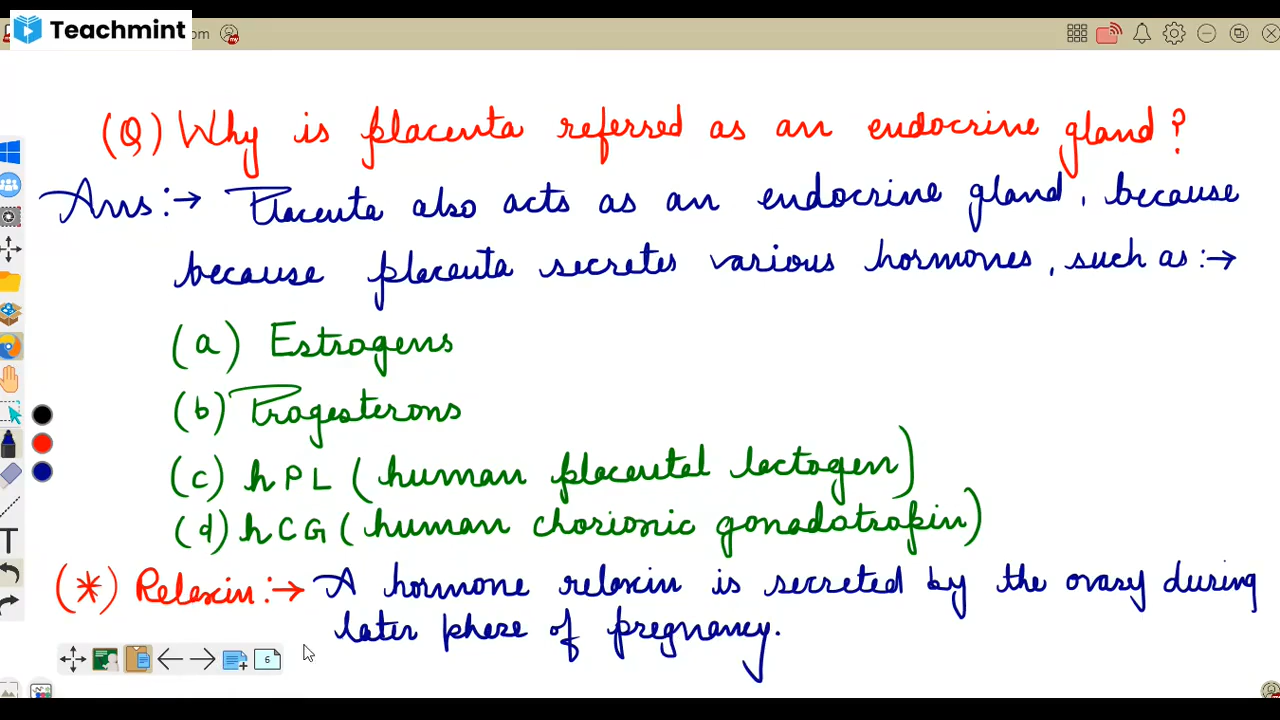 Teachmint
om
(Q) Why is placenta referred as an endocrine gland?
Ans:→ Placenta also acts as an endocrine gland, because
because placenta secretes various hormones, such as:→
(a) Estrogens
(b) Progesterons
(c) hPL (human placental lactogen)
(d) hCG (human chorionic gonadotropin)
(*) Relaxin:→ A hormone relaxin is secreted by the ovary during
later phase of pregnancy.
T
6